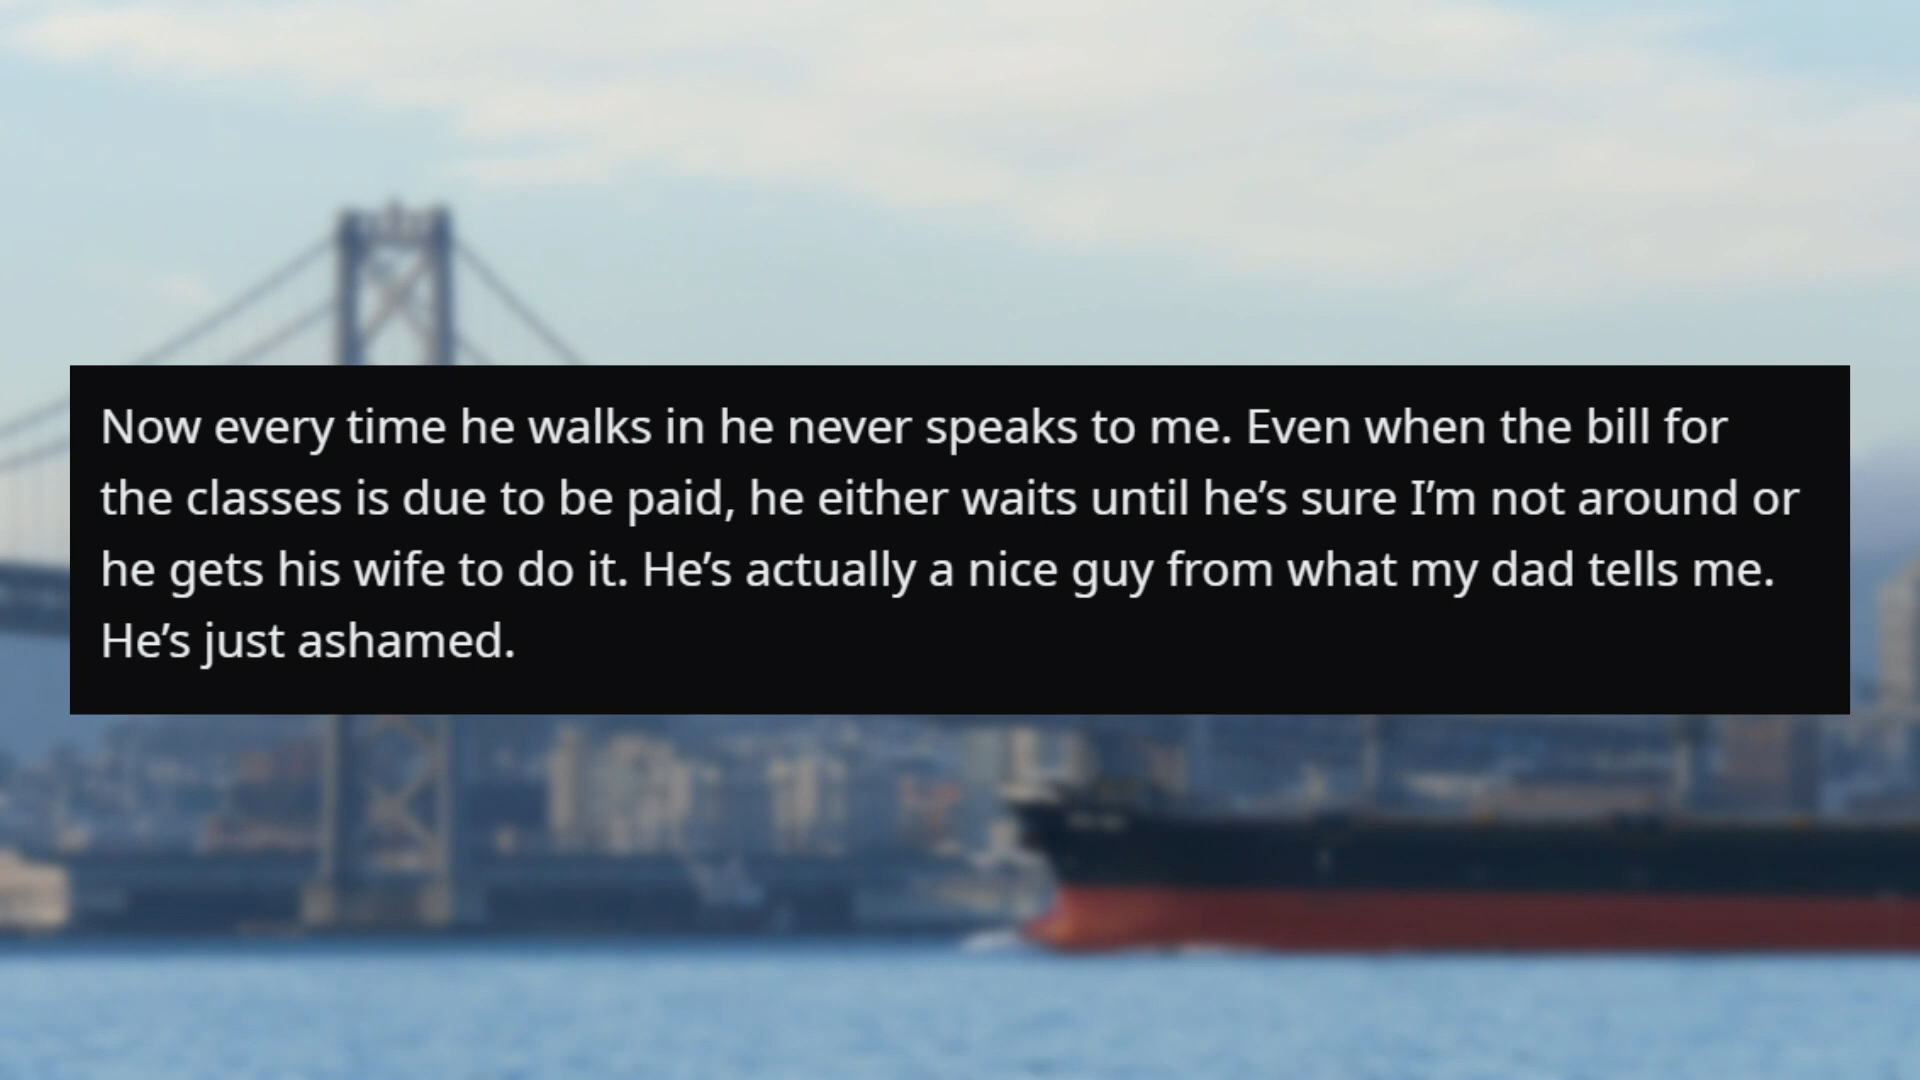 Now every time he walks in he never speaks to me. Even when the bill for
the classes is due to be paid, he either waits until he’s sure I’m not around or
he gets his wife to do it. He’s actually a nice guy from what my dad tells me.
He’s just ashamed.